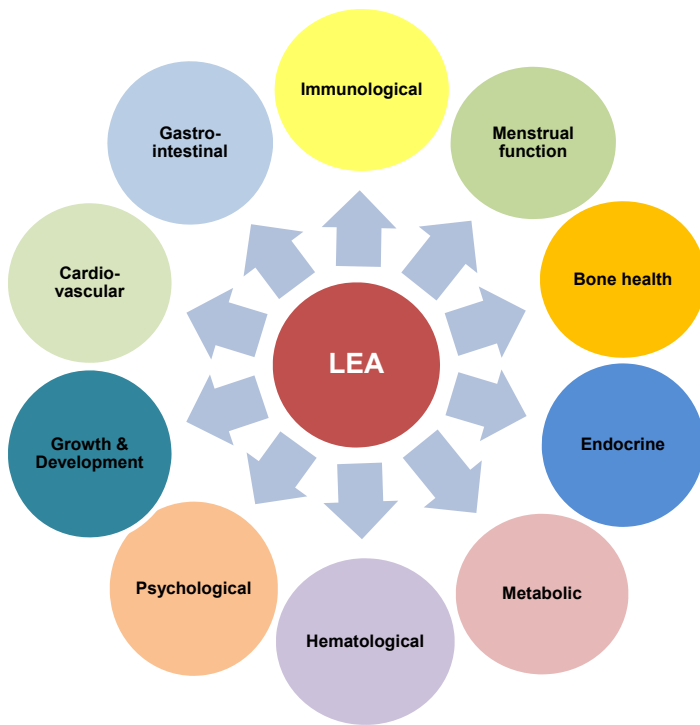 Immunological
Menstrual
function
Bone health
Endocrine
Metabolic
Hematological
Psychological
Growth &
Development
Cardio-
vascular
Gastro-
intestinal
LEA